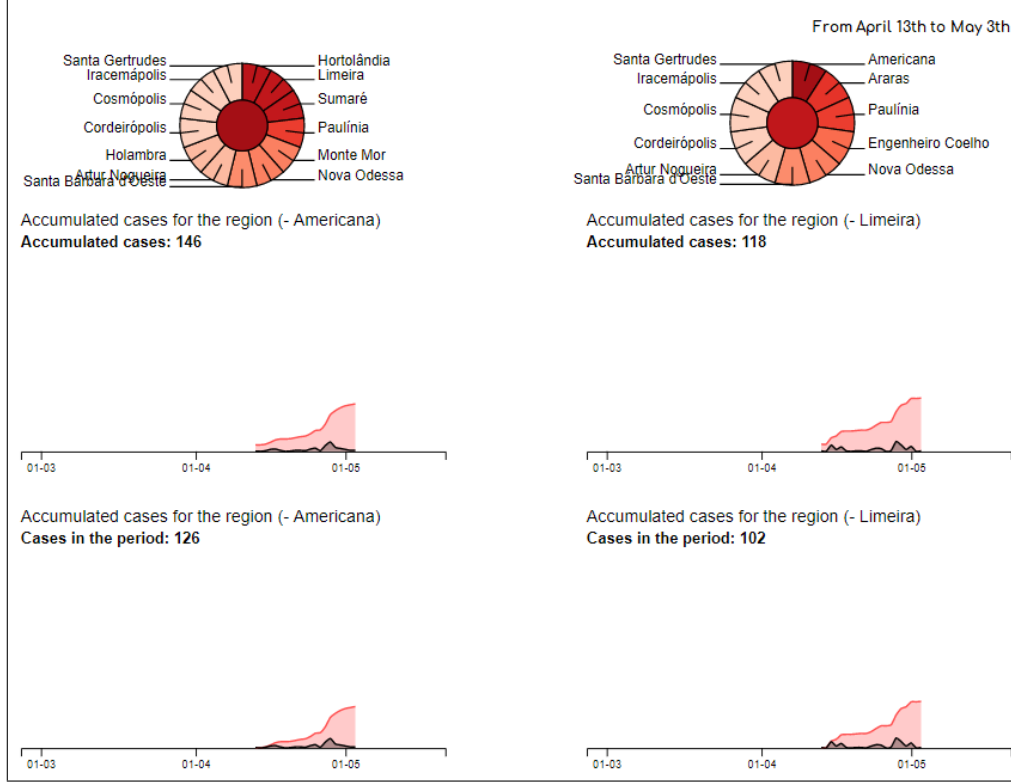 From April 13th to May 3th
Santa Gertrudes
Iracemápolis
Cosmópolis
Cordeirópolis
Holambra
Artur Nogueira
Santa Bárbara d'Oeste
Hortolândia
Limeira
Sumaré
Paulínia
Monte Mor
Nova Odessa
Santa Gertrudes
Iracemápolis
Cosmópolis
Cordeirópolis
Artur Nogueira
Santa Bárbara d'Oeste
Americana
Araras
Paulínia
Engenheiro Coelho
Nova Odessa
Accumulated cases for the region (- Americana)
Accumulated cases: 146
01-03 01-04 01-05
Accumulated cases for the region (- Limeira)
Accumulated cases: 118
01-03 01-04 01-05
Accumulated cases for the region (- Americana)
Cases in the period: 126
01-03 01-04 01-05
Accumulated cases for the region (- Limeira)
Cases in the period: 102
01-03 01-04 01-05